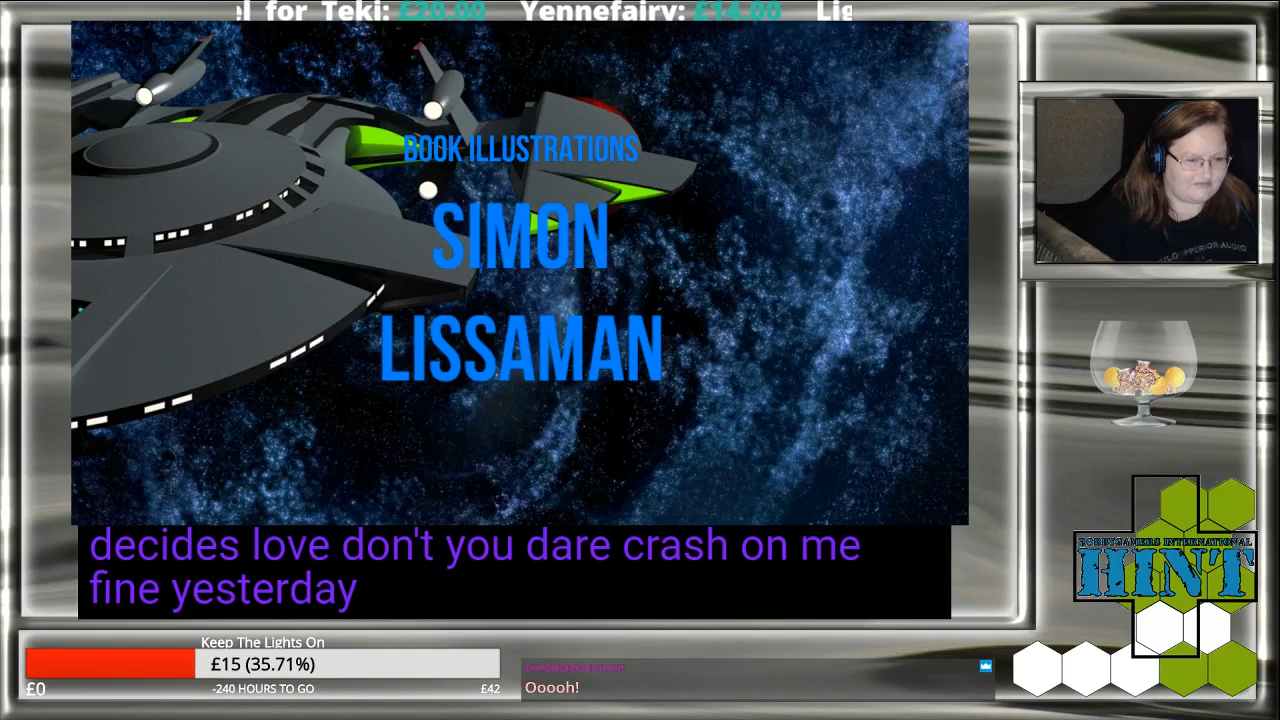 el for Teki: £20.00 Yennefairy: £14.00 Lig
BOOK ILLUSTRATIONS
SIMON
LISSAMAN
decides love don't you dare crash on me
fine yesterday
Keep The Lights On
£15 (35.71%)
£0
-240 HOURS TO GO
£42
Ooooh!
HOBBYGAMERS INTERNATIONAL
HINT